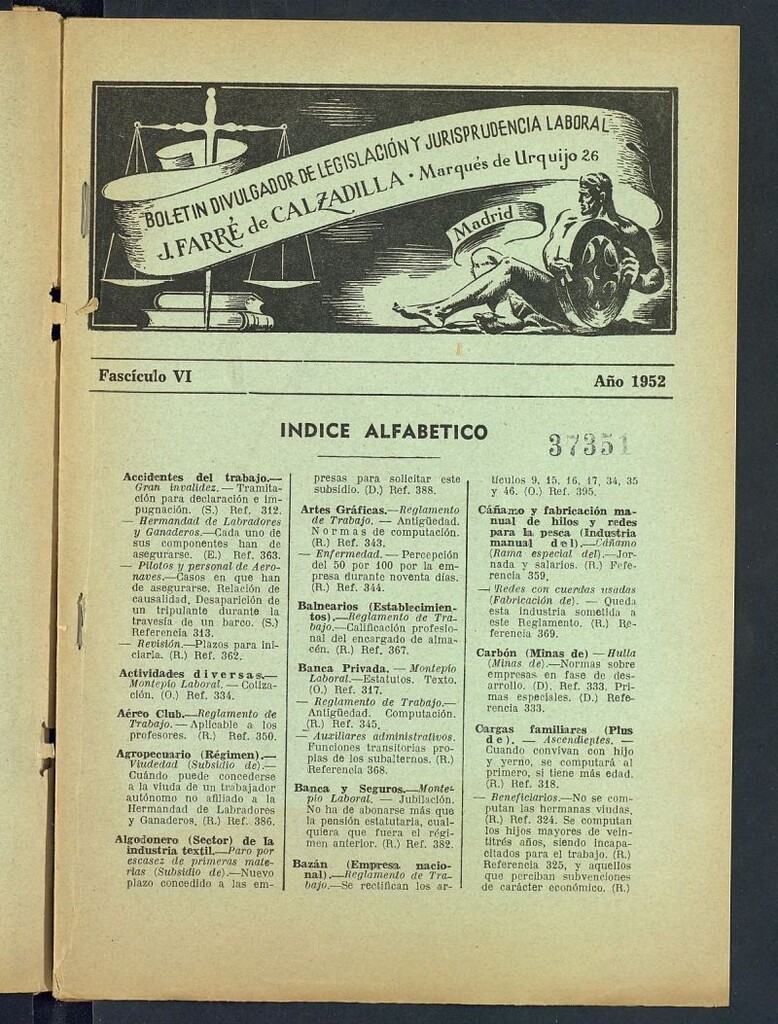 BOLETIN DIVULGADOR DE LEGISLACIÓN Y JURISPRUDENCIA LABORAL
J. FARRÉ de CALZADILLA · Marqués de Urquijo 26
Madrid
Fascículo VI
Año 1952
INDICE ALFABETICO
37351
Accidentes del trabajo.—
Gran invalidez. — Tramita-
ción para declaración e im-
pugnación. (S.) Ref. 312.
— Hermandad de Labradores
y Ganaderos.—Cada uno de
sus componentes han de
asegurarse. (E.) Ref. 363.
— Pilotos y personal de Aero-
naves.—Casos en que han
de asegurarse. Relación de
causalidad. Desaparición de
un tripulante durante la
travesía de un barco. (S.)
Referencia 313.
— Revisión.—Plazos para ini-
ciarla. (R.) Ref. 362.
Actividades diversas.—
Montepío Laboral. — Cotiza-
ción. (O.) Ref. 334.
Aéreo Club.—Reglamento de
Trabajo. — Aplicable a los
profesores. (R.) Ref. 350.
Agropecuario (Régimen).—
Viudedad (Subsidio de).—
Cuándo puede concederse
a la viuda de un trabajador
autónomo no afiliado a la
Hermandad de Labradores
y Ganaderos. (R.) Ref. 386.
Algodonero (Sector) de la
industria textil.—Paro por
escasez de primeras mate-
rias (Subsidio de).—Nuevo
plazo concedido a las em-
presas para solicitar este
subsidio. (D.) Ref. 388.
Artes Gráficas.—Reglamento
de Trabajo. — Antigüedad.
Normas de computación.
(R.) Ref. 343.
— Enfermedad. — Percepción
del 50 por 100 por la em-
presa durante noventa días.
(R.) Ref. 344.
Balnearios (Establecimien-
tos).—Reglamento de Tra-
bajo.—Calificación profesio-
nal del encargado de alma-
cén. (R.) Ref. 367.
Banca Privada. — Montepío
Laboral.—Estatutos. Texto.
(O.) Ref. 317.
— Reglamento de Trabajo.—
Antigüedad. Computación.
(R.) Ref. 345.
— Auxiliares administrativos.
Funciones transitorias pro-
pias de los subalternos. (R.)
Referencia 368.
Banca y Seguros.—Monte-
pío Laboral. — Jubilación.
No ha de abonarse más que
la pensión estatutaria, cual-
quiera que fuera el régi-
men anterior. (R.) Ref. 382.
Bazán (Empresa nacio-
nal).—Reglamento de Tra-
bajo.—Se rectifican los ar-
tículos 9, 15, 16, 17, 34, 35
y 46. (O.) Ref. 395.
Cáñamo y fabricación ma-
nual de hilos y redes
para la pesca (Industria
manual del).—Cáñamo
(Rama especial del).—Jor-
nada y salarios. (R.) Fefe-
rencia 359.
— Redes con cuerdas usadas
(Fabricación de). — Queda
esta industria sometida a
este Reglamento. (R.) Re-
ferencia 369.
Carbón (Minas de) — Hulla
(Minas de).—Normas sobre
empresas en fase de des-
arrollo. (D). Ref. 333. Pri-
mas especiales. (D.) Ref.
referencia 333.
Cargas familiares (Plus
de). — Ascendientes. —
Cuando convivan con hijo
y yerno, se computará al
primero, si tiene más edad.
(R.) Ref. 318.
— Beneficiarios.—No se com-
putan las hermanas viudas.
(R.) Ref. 324. Se computan
los hijos mayores de vein-
titrés años, siendo incapa-
citados para el trabajo. (R.)
Referencia 325, y aquellos
que perciban subvenciones
de carácter económico. (R.)